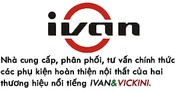 ivan
Nhà cung cấp, phân phối, tư vấn chính thức
các phụ kiện hoàn thiện nội thất của hai
thương hiệu nổi tiếng IVAN&VICKINI.